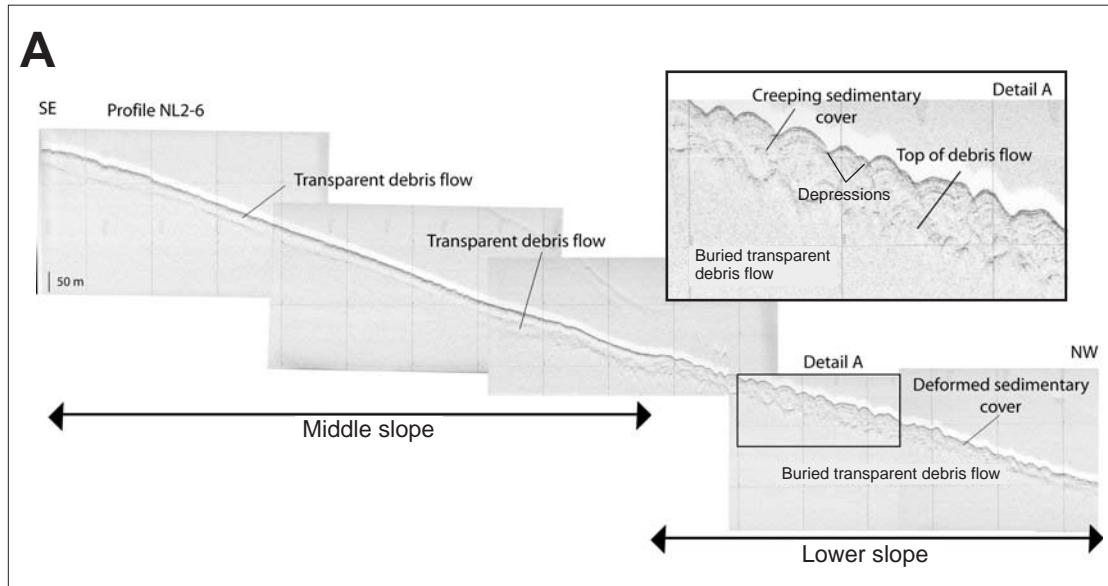 A
SE
Profile NL2-6
Transparent debris flow
Transparent debris flow
50 m
Detail A
Creeping sedimentary
cover
Top of debris flow
Depressions
Buried transparent
debris flow
Detail A
NW
Deformed sedimentary
cover
Buried transparent debris flow
Middle slope
Lower slope